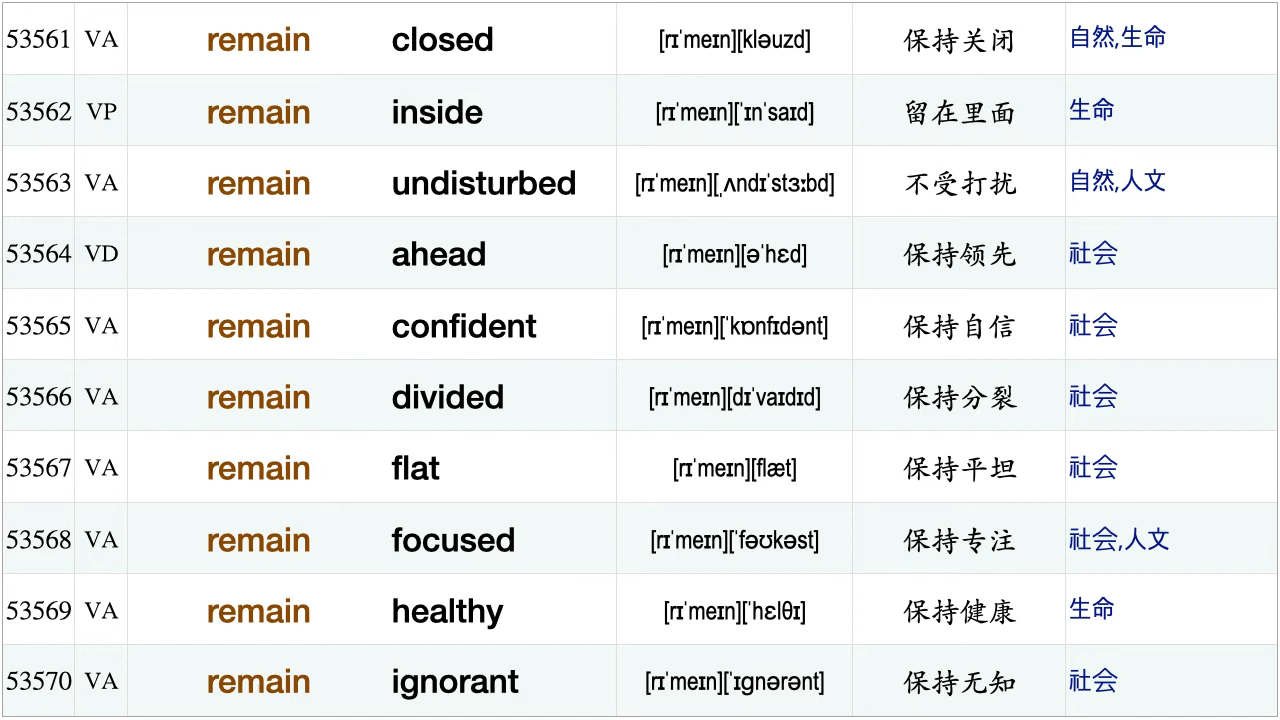 53561 VA remain closed [rɪˈmeɪn][kləuzd] 保持关闭 自然,生命
53562 VP remain inside [rɪˈmeɪn][ˈɪnˈsaɪd] 留在里面 生命
53563 VA remain undisturbed [rɪˈmeɪn][ˌʌndɪˈstɜːbd] 不受打扰 自然,人文
53564 VD remain ahead [rɪˈmeɪn][əˈhɛd] 保持领先 社会
53565 VA remain confident [rɪˈmeɪn][ˈkɒnfɪdənt] 保持自信 社会
53566 VA remain divided [rɪˈmeɪn][dɪˈvaɪdɪd] 保持分裂 社会
53567 VA remain flat [rɪˈmeɪn][flæt] 保持平坦 社会
53568 VA remain focused [rɪˈmeɪn][ˈfəʊkəst] 保持专注 社会,人文
53569 VA remain healthy [rɪˈmeɪn][ˈhɛlθɪ] 保持健康 生命
53570 VA remain ignorant [rɪˈmeɪn][ˈɪɡnərənt] 保持无知 社会